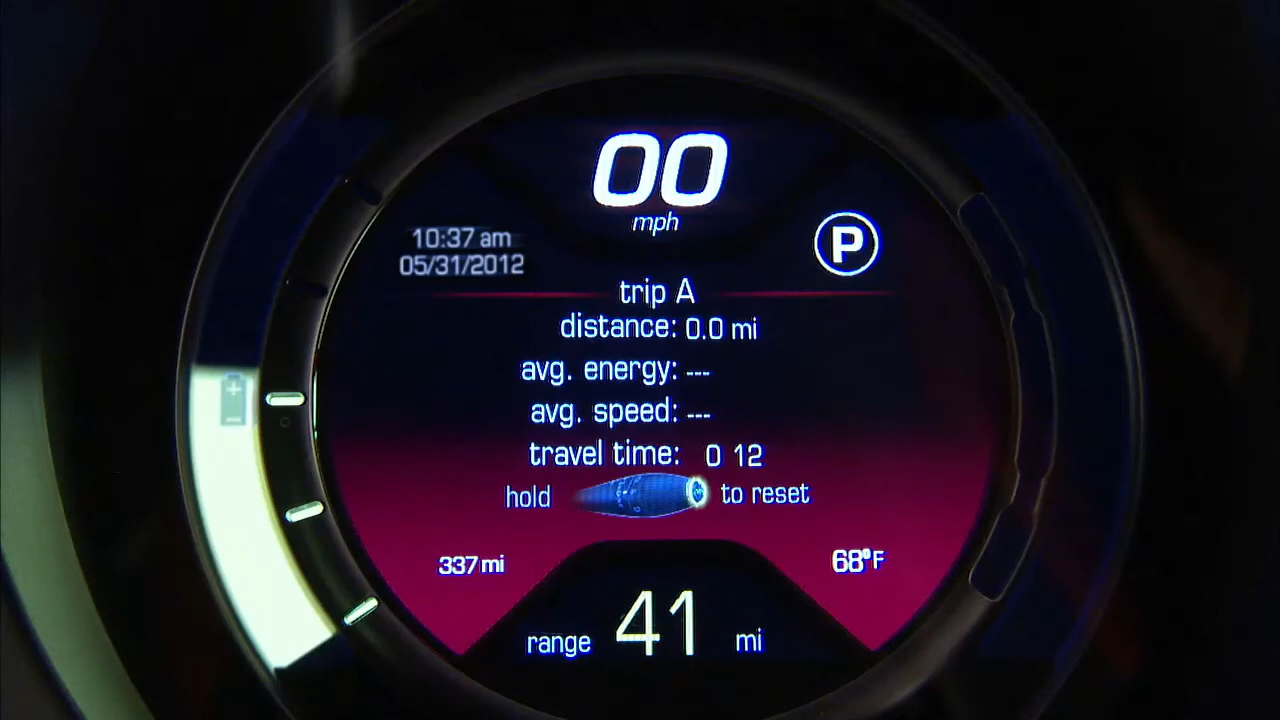 00
mph
10:37 am
05/31/2012
P
trip A
distance: 0.0 mi
avg. energy: ---
avg. speed: ---
travel time: 0 12
hold to reset
337 mi
68°F
range 41 mi